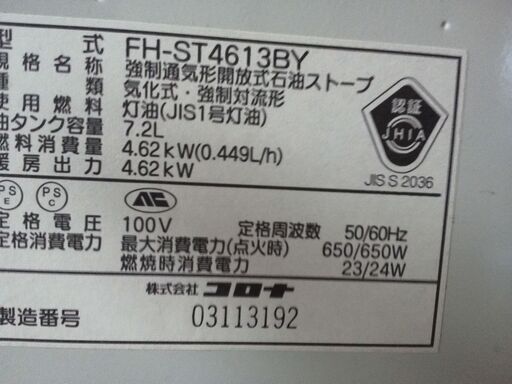 型 式 FH-ST4613BY
規格名称 強制通気形開放式石油ストーブ
種 類 気化式・強制対流形
使用燃料 灯油(JIS1号灯油)
油タンク容量 7.2L
燃料消費量 4.62kW(0.449L/h)
暖房出力 4.62kW
認証
JHIA
JIS S 2036
PS E
PS C
定格電圧 100V 定格周波数 50/60Hz
定格消費電力 最大消費電力(点火時) 650/650W
燃焼時消費電力 23/24W
株式会社 コロナ
製造番号 03113192